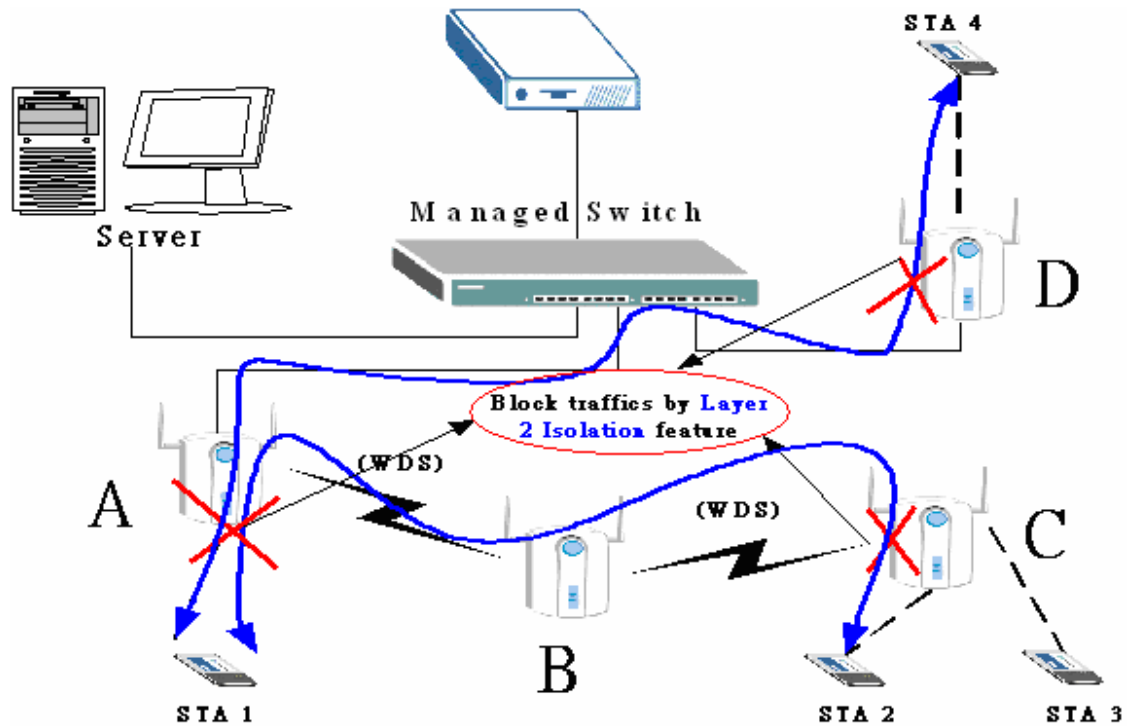 STA 4
Managed Switch
Server
D
Block traffics by Layer
2 Isolation feature
(WDS)
A
(WDS)
C
B
STA 1
STA 2
STA 3